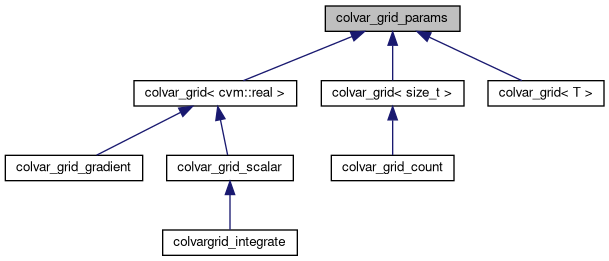 colvar_grid_params
colvar_grid< cvm::real >
colvar_grid< size_t >
colvar_grid< T >
colvar_grid_gradient
colvar_grid_scalar
colvar_grid_count
colvargrid_integrate